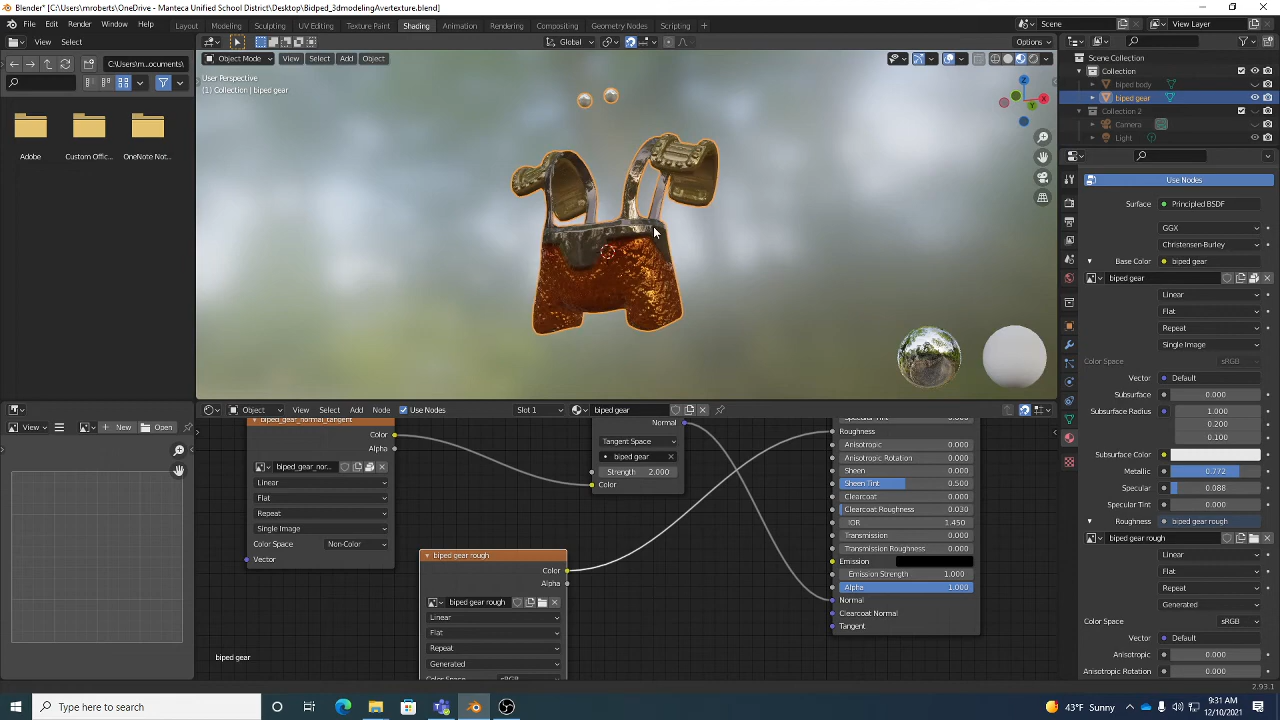 Blender* [C:\Users\mroberts\OneDrive - Manteca Unified School District\Desktop\Bidped_3dmodelingAvertexture.blend]
File Edit Render Window Help Layout Modeling Sculpting UV Editing Texture Paint Shading Animation Rendering Compositing Geometry Nodes Scripting + Scene View Layer
View Select Global Options
C:\Users\m...ocuments\ Object Mode View Select Add Object
User Perspective
(1) Collection | biped gear
Scene Collection
Collection
biped body
biped gear
Collection 2
Camera
Light
Adobe Custom Offic... OneNote Not...
Z
X
Y
Use Nodes
Surface Principled BSDF
GGX
Christensen-Burley
Base Color biped gear
biped gear
Linear
Flat
Repeat
Single Image
Color Space sRGB
Vector Default
Subsurface 0.000
Subsurface Radius 1.000
0.200
0.100
Subsurface Color
Metallic 0.772
Specular 0.088
Specular Tint 0.000
Roughness biped gear rough
biped gear rough
Linear
Flat
Repeat
Generated
Color Space sRGB
Vector Default
Anisotropic 0.000
Anisotropic Rotation 0.000
View New Open
Object View Select Add Node Use Nodes Slot 1 biped gear
biped_gear_normal_tangent
Color
Alpha
biped_gear_nor...
Linear
Flat
Repeat
Single Image
Color Space Non-Color
Vector
Normal
Tangent Space
biped gear
Strength 2.000
Color
biped gear rough
Color
Alpha
biped gear rough
Linear
Flat
Repeat
Generated
Roughness
Anisotropic 0.000
Anisotropic Rotation 0.000
Sheen 0.000
Sheen Tint 0.500
Clearcoat 0.000
Clearcoat Roughness 0.030
IOR 1.450
Transmission 0.000
Transmission Roughness 0.000
Emission
Emission Strength 1.000
Alpha 1.000
Normal
Clearcoat Normal
Tangent
biped gear
2.93.1
Type here to search
43°F Sunny
9:31 AM
12/10/2021